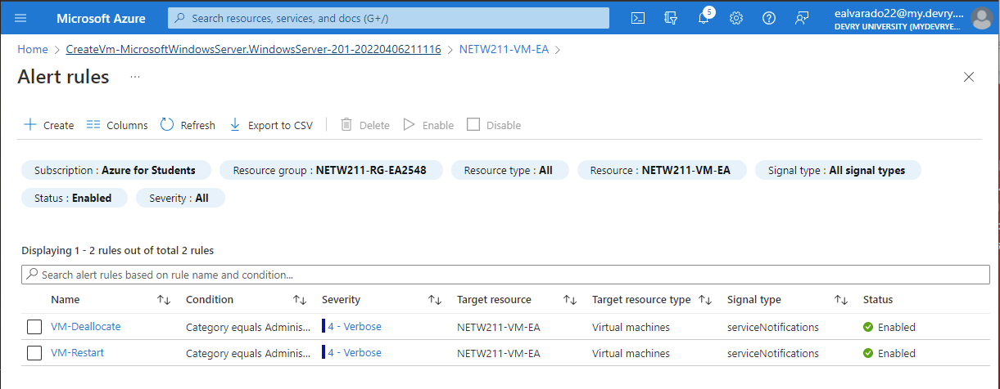 Microsoft Azure Search resources, services, and docs (G+/) 5 ealvarado22@my.devry....
DEVRY UNIVERSITY (MYDEVRYE...
Home > CreateVm-MicrosoftWindowsServer.WindowsServer-201-20220406211116 > NETW211-VM-EA >
Alert rules ...
Create Columns Refresh Export to CSV Delete Enable Disable
Subscription : Azure for Students Resource group : NETW211-RG-EA2548 Resource type : All Resource : NETW211-VM-EA Signal type : All signal types
Status : Enabled Severity : All
Displaying 1 - 2 rules out of total 2 rules
Search alert rules based on rule name and condition...
Name Condition Severity Target resource Target resource type Signal type Status
VM-Deallocate Category equals Adminis... 4 - Verbose NETW211-VM-EA Virtual machines serviceNotifications Enabled
VM-Restart Category equals Adminis... 4 - Verbose NETW211-VM-EA Virtual machines serviceNotifications Enabled